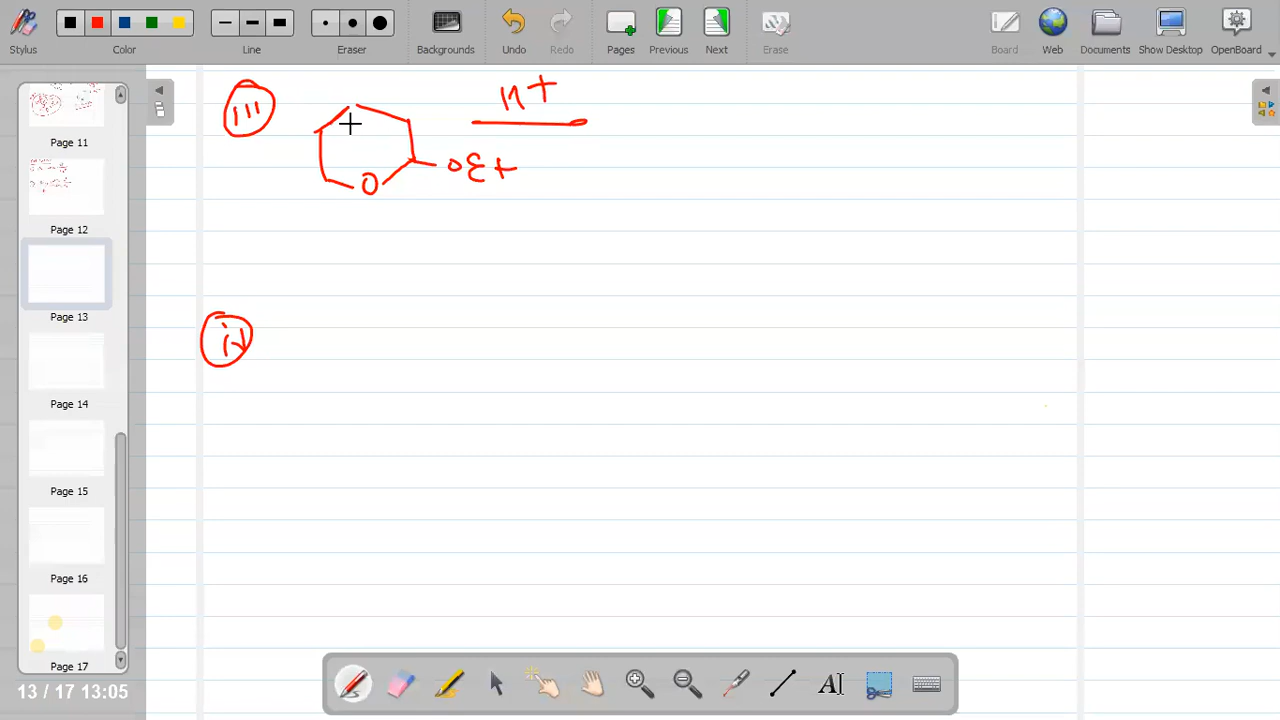 Stylus
Color
Line
Eraser
Backgrounds
Undo
Redo
Pages
Previous
Next
Erase
Board
Web
Documents
Show Desktop
OpenBoard
Page 11
Page 12
Page 13
Page 14
Page 15
Page 16
Page 17
13 / 17 13:05
iii
H+
OEt
O
iv
AI